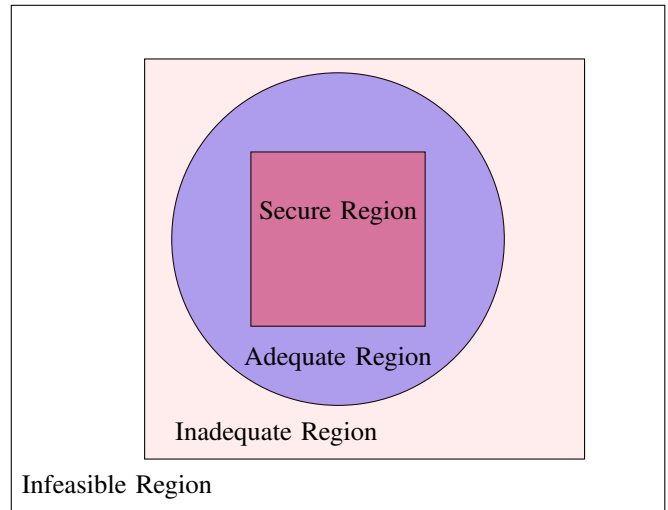 Secure Region
Adequate Region
Inadequate Region
Infeasible Region